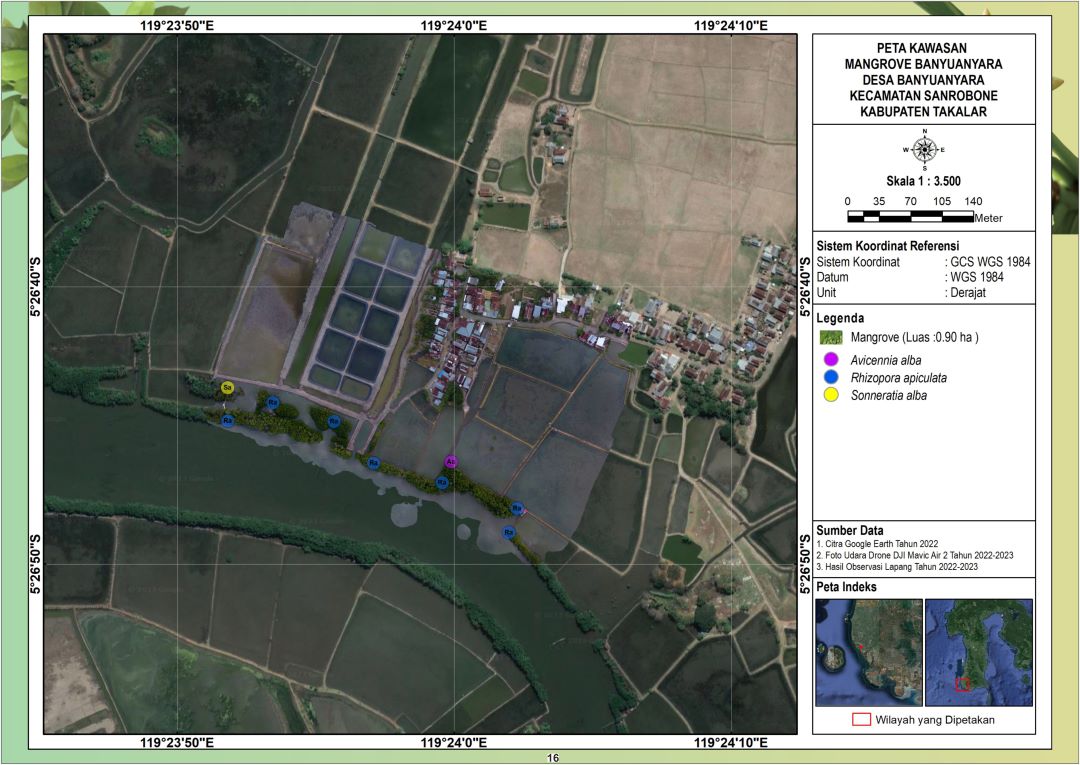 119°23'50"E 119°24'0"E 119°24'10"E
5°26'40"S 5°26'40"S
5°26'50"S 5°26'50"S
Sa
Ra
Ra
Ra
Ra
Aa
Ra
Ra
Ra
119°23'50"E 119°24'0"E 119°24'10"E
PETA KAWASAN
MANGROVE BANYUANYARA
DESA BANYUANYARA
KECAMATAN SANROBONE
KABUPATEN TAKALAR
N
W E
S
Skala 1 : 3.500
0 35 70 105 140
Meter
Sistem Koordinat Referensi
Sistem Koordinat : GCS WGS 1984
Datum : WGS 1984
Unit : Derajat
Legenda
Mangrove (Luas :0.90 ha )
Avicennia alba
Rhizopora apiculata
Sonneratia alba
Sumber Data
1. Citra Google Earth Tahun 2022
2. Foto Udara Drone DJI Mavic Air 2 Tahun 2022-2023
3. Hasil Observasi Lapang Tahun 2022-2023
Peta Indeks
Wilayah yang Dipetakan
16